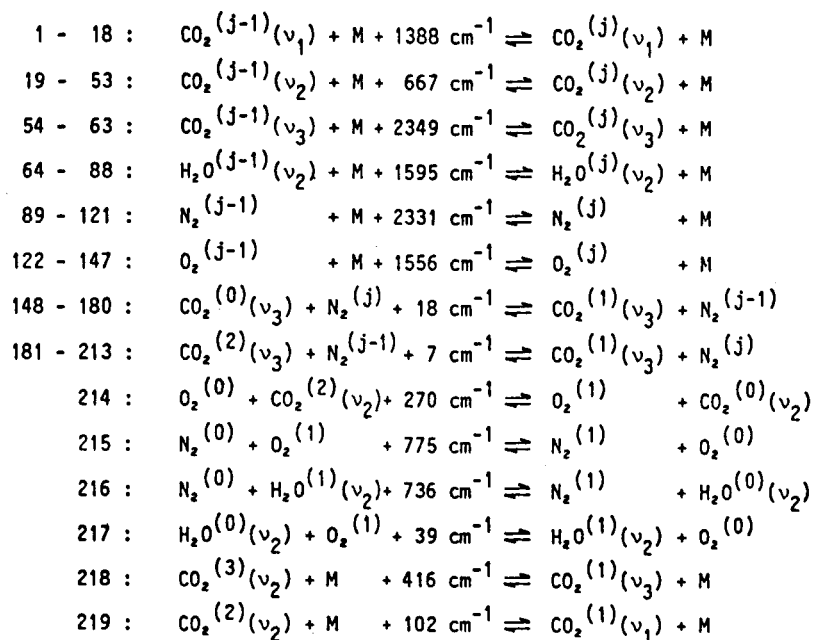 1 - 18 : CO₂^(j-1)(ν₁) + M + 1388 cm⁻¹ ⇌ CO₂^(j)(ν₁) + M
19 - 53 : CO₂^(j-1)(ν₂) + M + 667 cm⁻¹ ⇌ CO₂^(j)(ν₂) + M
54 - 63 : CO₂^(j-1)(ν₃) + M + 2349 cm⁻¹ ⇌ CO₂^(j)(ν₃) + M
64 - 88 : H₂O^(j-1)(ν₂) + M + 1595 cm⁻¹ ⇌ H₂O^(j)(ν₂) + M
89 - 121 : N₂^(j-1) + M + 2331 cm⁻¹ ⇌ N₂^(j) + M
122 - 147 : O₂^(j-1) + M + 1556 cm⁻¹ ⇌ O₂^(j) + M
148 - 180 : CO₂^(0)(ν₃) + N₂^(j) + 18 cm⁻¹ ⇌ CO₂^(1)(ν₃) + N₂^(j-1)
181 - 213 : CO₂^(2)(ν₃) + N₂^(j-1) + 7 cm⁻¹ ⇌ CO₂^(1)(ν₃) + N₂^(j)
214 : O₂^(0) + CO₂^(2)(ν₂) + 270 cm⁻¹ ⇌ O₂^(1) + CO₂^(0)(ν₂)
215 : N₂^(0) + O₂^(1) + 775 cm⁻¹ ⇌ N₂^(1) + O₂^(0)
216 : N₂^(0) + H₂O^(1)(ν₂) + 736 cm⁻¹ ⇌ N₂^(1) + H₂O^(0)(ν₂)
217 : H₂O^(0)(ν₂) + O₂^(1) + 39 cm⁻¹ ⇌ H₂O^(1)(ν₂) + O₂^(0)
218 : CO₂^(3)(ν₂) + M + 416 cm⁻¹ ⇌ CO₂^(1)(ν₃) + M
219 : CO₂^(2)(ν₂) + M + 102 cm⁻¹ ⇌ CO₂^(1)(ν₁) + M